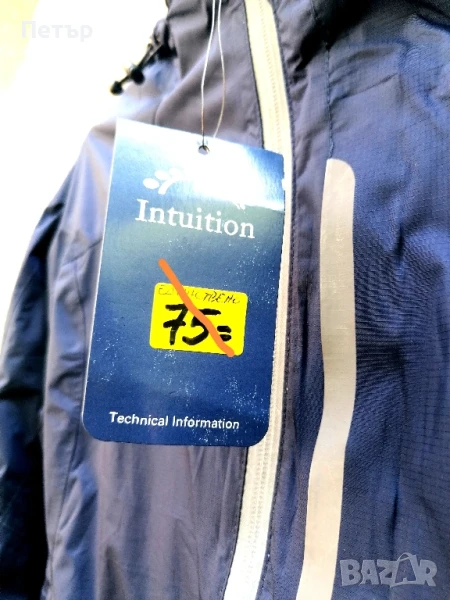 Петър
Intuition
75=
Technical Information
BAZAR